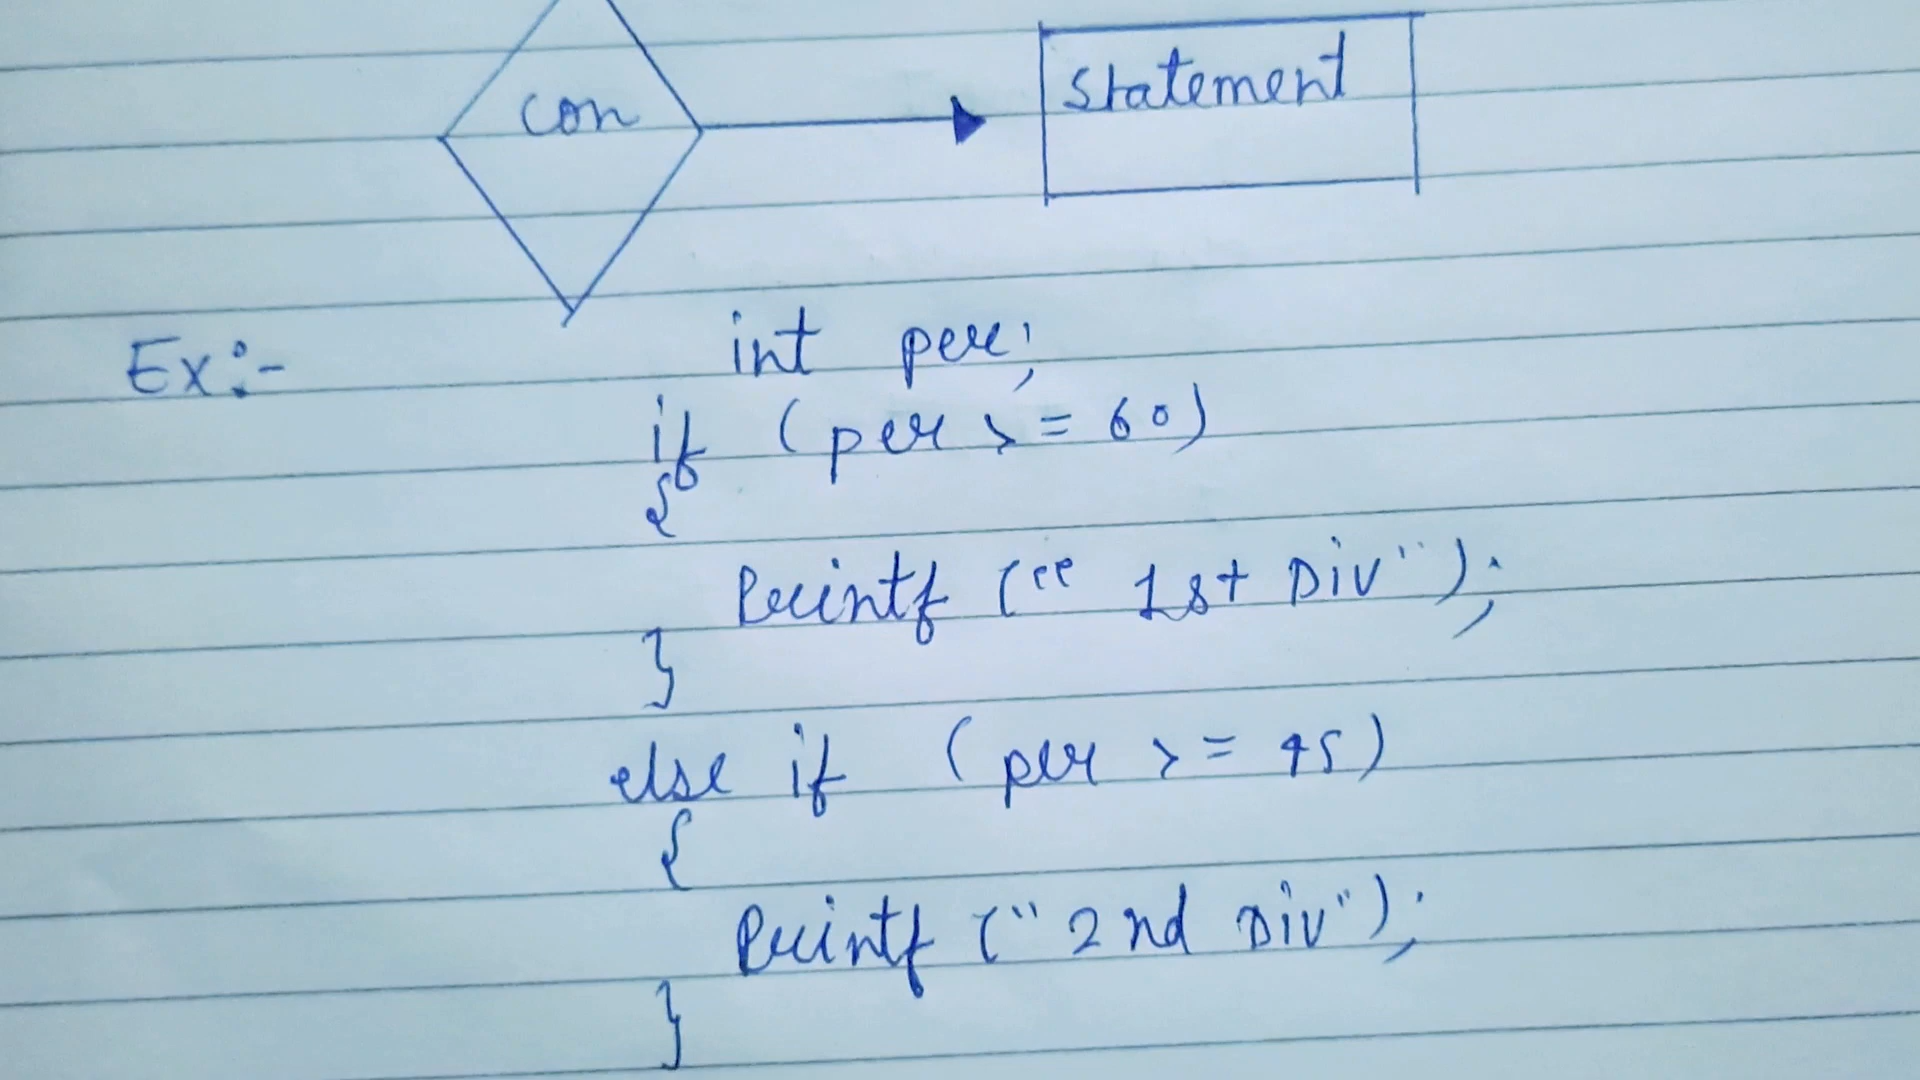 con
Statement
Ex:-
int per;
if (per >= 60)
{
Printf (" 1st Div");
}
else if (per >= 45)
{
Printf ("2nd Div");
}